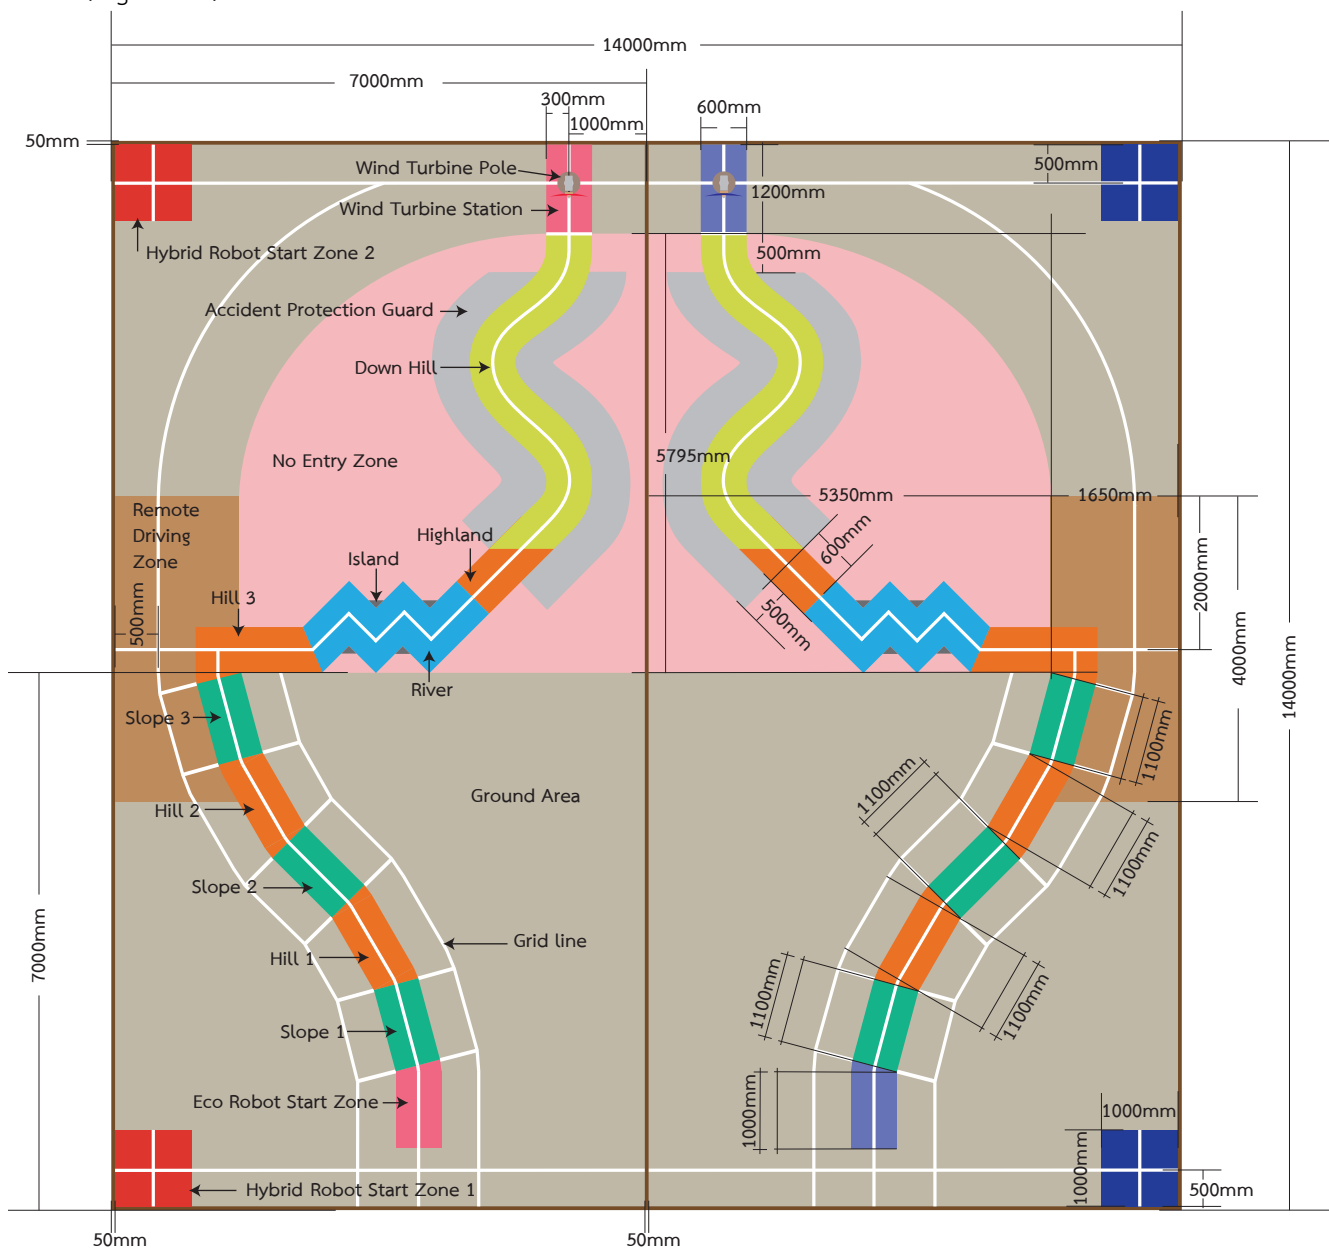 14000mm
7000mm
300mm
600mm
1000mm
50mm
500mm
Wind Turbine Pole
1200mm
Wind Turbine Station
Hybrid Robot Start Zone 2
500mm
Accident Protection Guard
Down Hill
No Entry Zone
5795mm
5350mm
1650mm
Remote
Driving
Zone
Highland
600mm
Island
2000mm
Hill 3
500mm
500mm
4000mm
River
14000mm
Slope 3
1100mm
Ground Area
1100mm
Hill 2
1100mm
Slope 2
7000mm
Grid line
Hill 1
1100mm
1100mm
Slope 1
Eco Robot Start Zone
1000mm
1000mm
1000mm
Hybrid Robot Start Zone 1
500mm
50mm
50mm